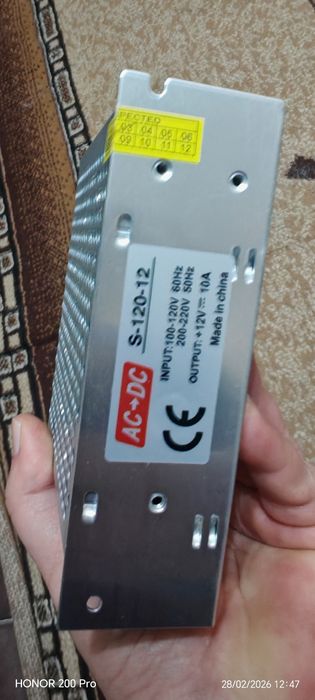 PECTED
03 04 05 06
09 10 11 12
AC→DC
S-120-12
INPUT:100-120V 60Hz
200-220V 50Hz
OUTPUT: +12V⎓ 10A
Made in china
CE
HONOR 200 Pro
28/02/2026 12:47